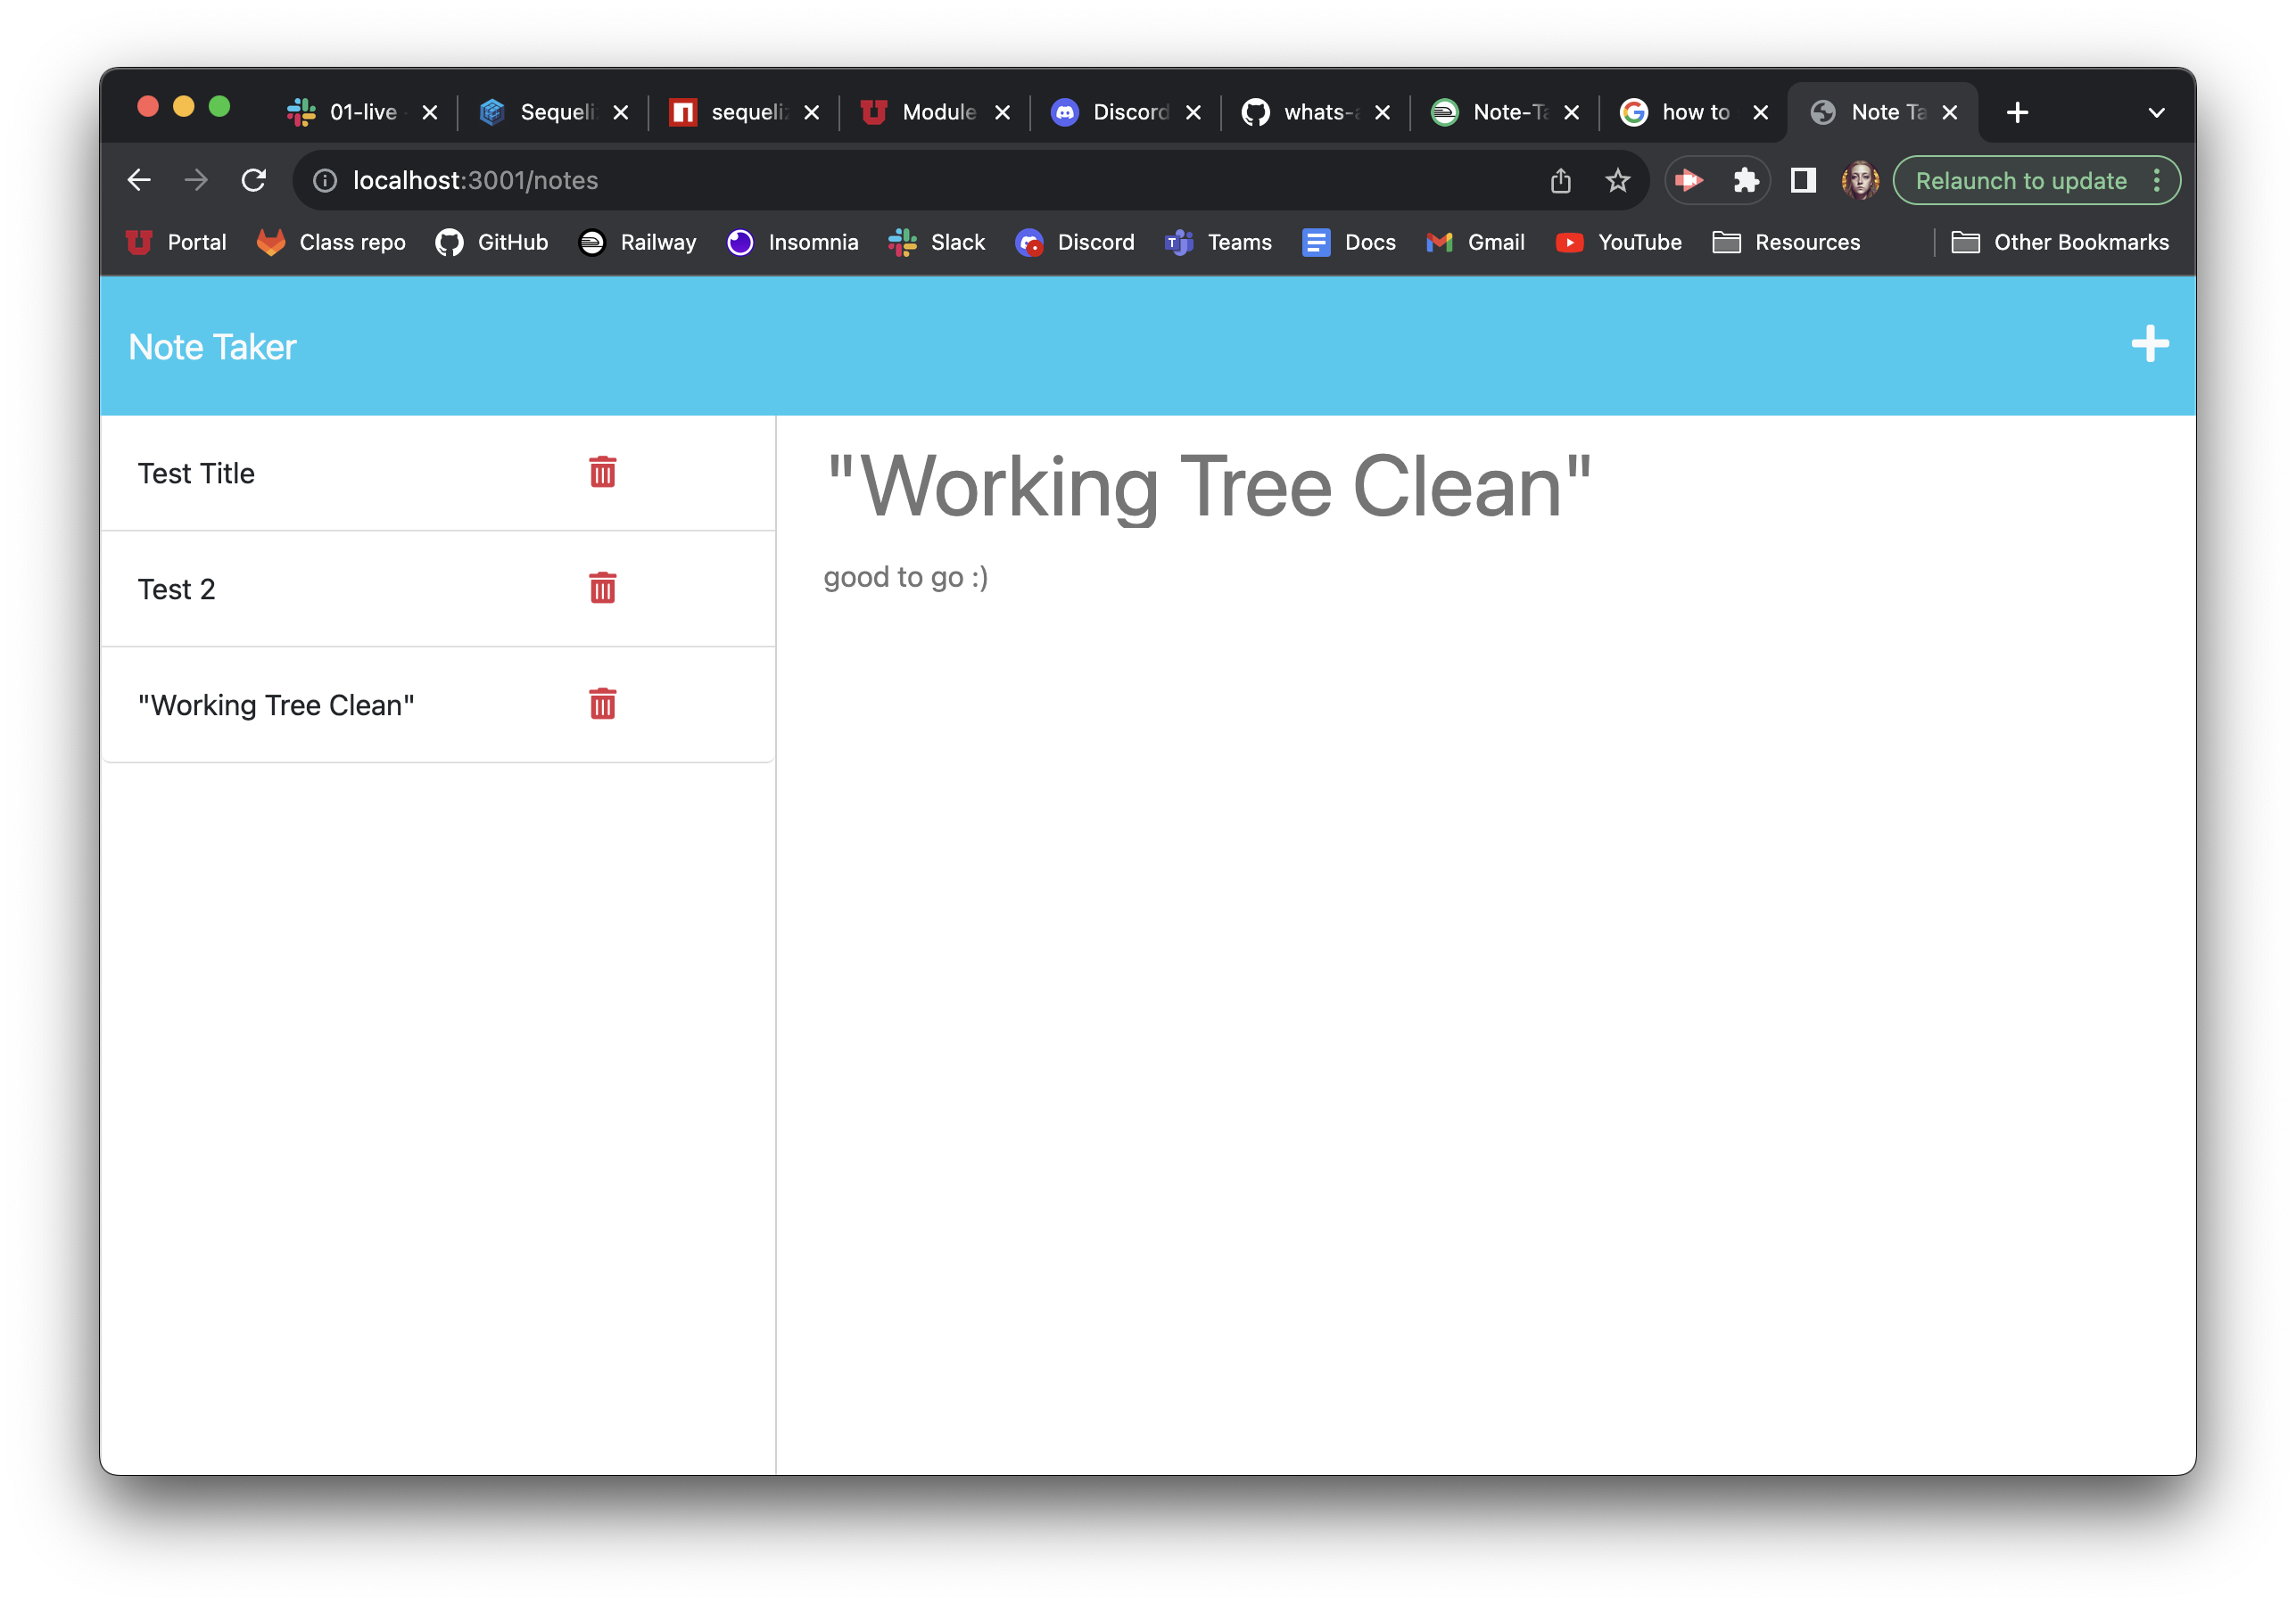 01-live Sequeli sequeliz Module Discord whats-a Note-Ta how to Note Ta
localhost:3001/notes Relaunch to update
Portal Class repo GitHub Railway Insomnia Slack Discord Teams Docs Gmail YouTube Resources Other Bookmarks
Note Taker
Test Title
Test 2
"Working Tree Clean"
"Working Tree Clean"
good to go :)